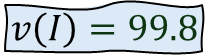 v(I) = 99.8